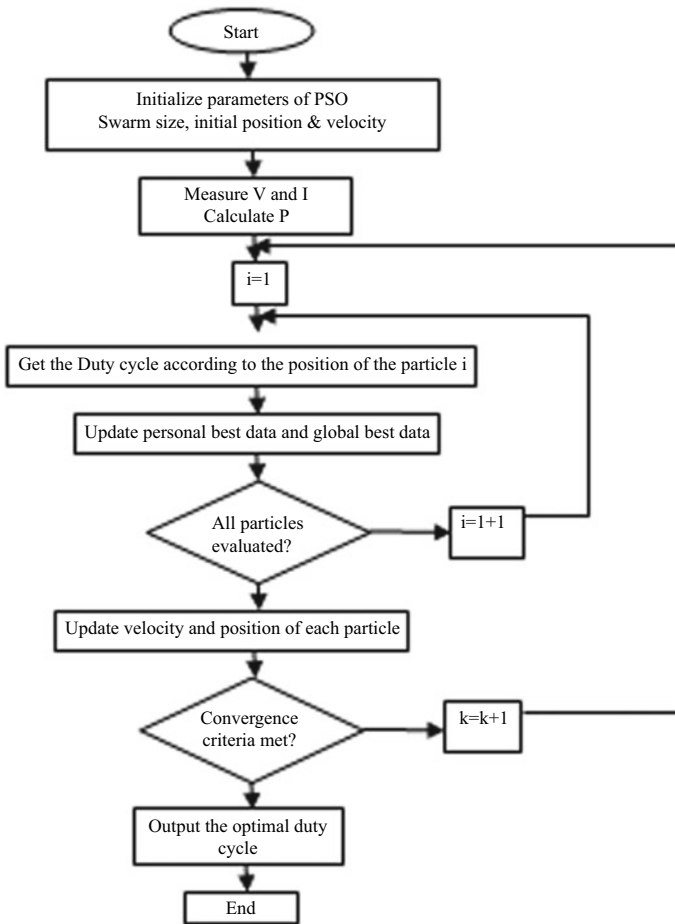 Start
Initialize parameters of PSO
Swarm size, initial position & velocity
Measure V and I
Calculate P
i=1
Get the Duty cycle according to the position of the particle i
Update personal best data and global best data
All particles
evaluated?
i=1+1
Update velocity and position of each particle
Convergence
criteria met?
k=k+1
Output the optimal duty
cycle
End